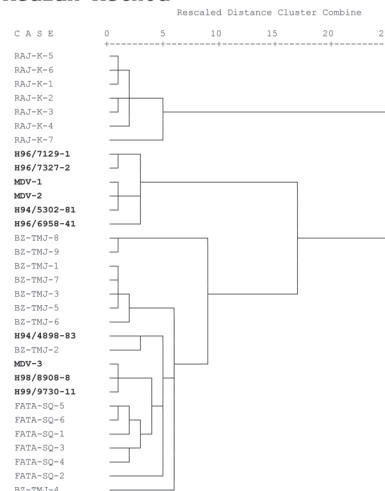 Rescaled Distance Cluster Combine
C A S E 0 5 10 15 20
RAJ-K-5
RAJ-K-6
RAJ-K-1
RAJ-K-2
RAJ-K-3
RAJ-K-4
RAJ-K-7
H96/7129-1
H96/7327-2
MDV-1
MDV-2
H94/5302-81
H96/6958-41
BZ-TMJ-8
BZ-TMJ-9
BZ-TMJ-1
BZ-TMJ-7
BZ-TMJ-3
BZ-TMJ-5
BZ-TMJ-6
H94/4898-83
BZ-TMJ-2
MDV-3
H98/8908-8
H99/9730-11
FATA-SQ-5
FATA-SQ-6
FATA-SQ-1
FATA-SQ-3
FATA-SQ-4
FATA-SQ-2
BZ-TMJ-4